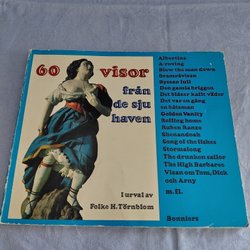 60 visor
från
de sju
haven
I urval av
Folke H. Törnblom
Albertina
A-roving
Blow the man down
Bramsråvisan
Byssan lull
Den gamla briggen
Det blåser kallt väder
Det var en gång
en båtsman
Golden Vanity
Rolling home
Ruben Ranzo
Shenandoah
Song of the fishes
Stormalong
The drunken sailor
The High Barbaree
Visan om Tom, Dick
och Arny
m.fl.
Bonniers